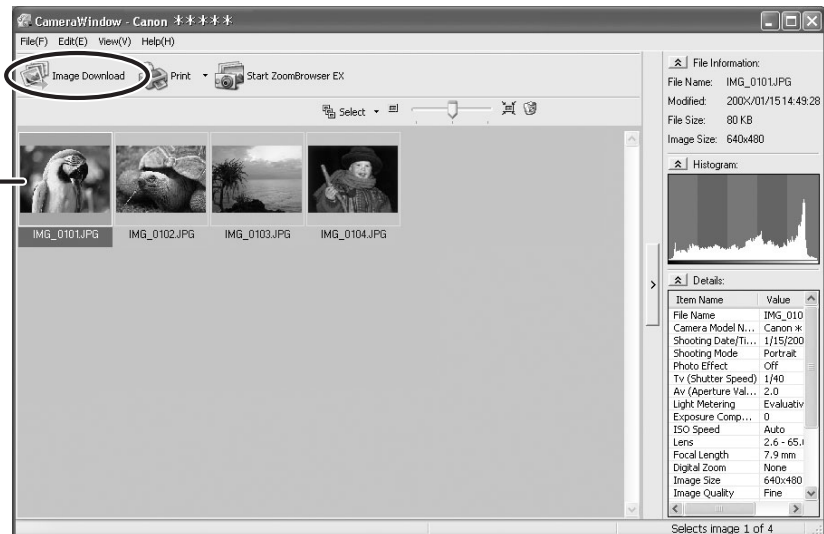 CameraWindow - Canon ＊＊＊＊＊
File(F) Edit(E) View(V) Help(H)
Image Download Print Start ZoomBrowser EX
Select
IMG_0101.JPG IMG_0102.JPG IMG_0103.JPG IMG_0104.JPG
File Information:
File Name: IMG_0101.JPG
Modified: 200X/01/15 14:49:28
File Size: 80 KB
Image Size: 640x480
Histogram:
Details:
Item Name Value
File Name IMG_010
Camera Model N... Canon ＊
Shooting Date/Ti... 1/15/200
Shooting Mode Portrait
Photo Effect Off
Tv (Shutter Speed) 1/40
Av (Aperture Val... 2.0
Light Metering Evaluativ
Exposure Comp... 0
ISO Speed Auto
Lens 2.6 - 65.
Focal Length 7.9 mm
Digital Zoom None
Image Size 640x480
Image Quality Fine
Selects image 1 of 4